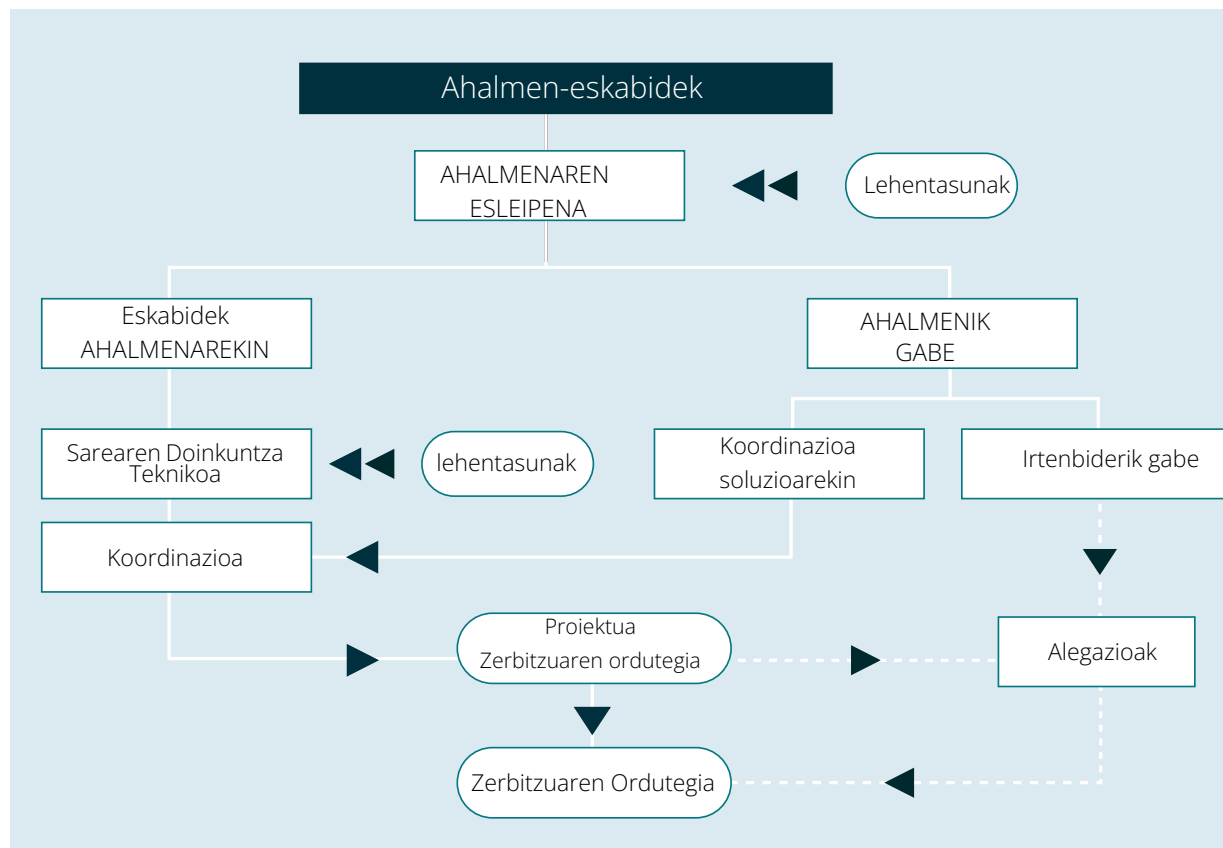 Ahalmen-eskabidek
AHALMENAREN
ESLEIPENA
Lehentasunak
Eskabidek
AHALMENAREKIN
AHALMENIK
GABE
Sarearen Doinkuntza
Teknikoa
lehentasunak
Koordinazioa
soluzioarekin
Irtenbiderik gabe
Koordinazioa
Proiektua
Zerbitzuaren ordutegia
Alegazioak
Zerbitzuaren Ordutegia